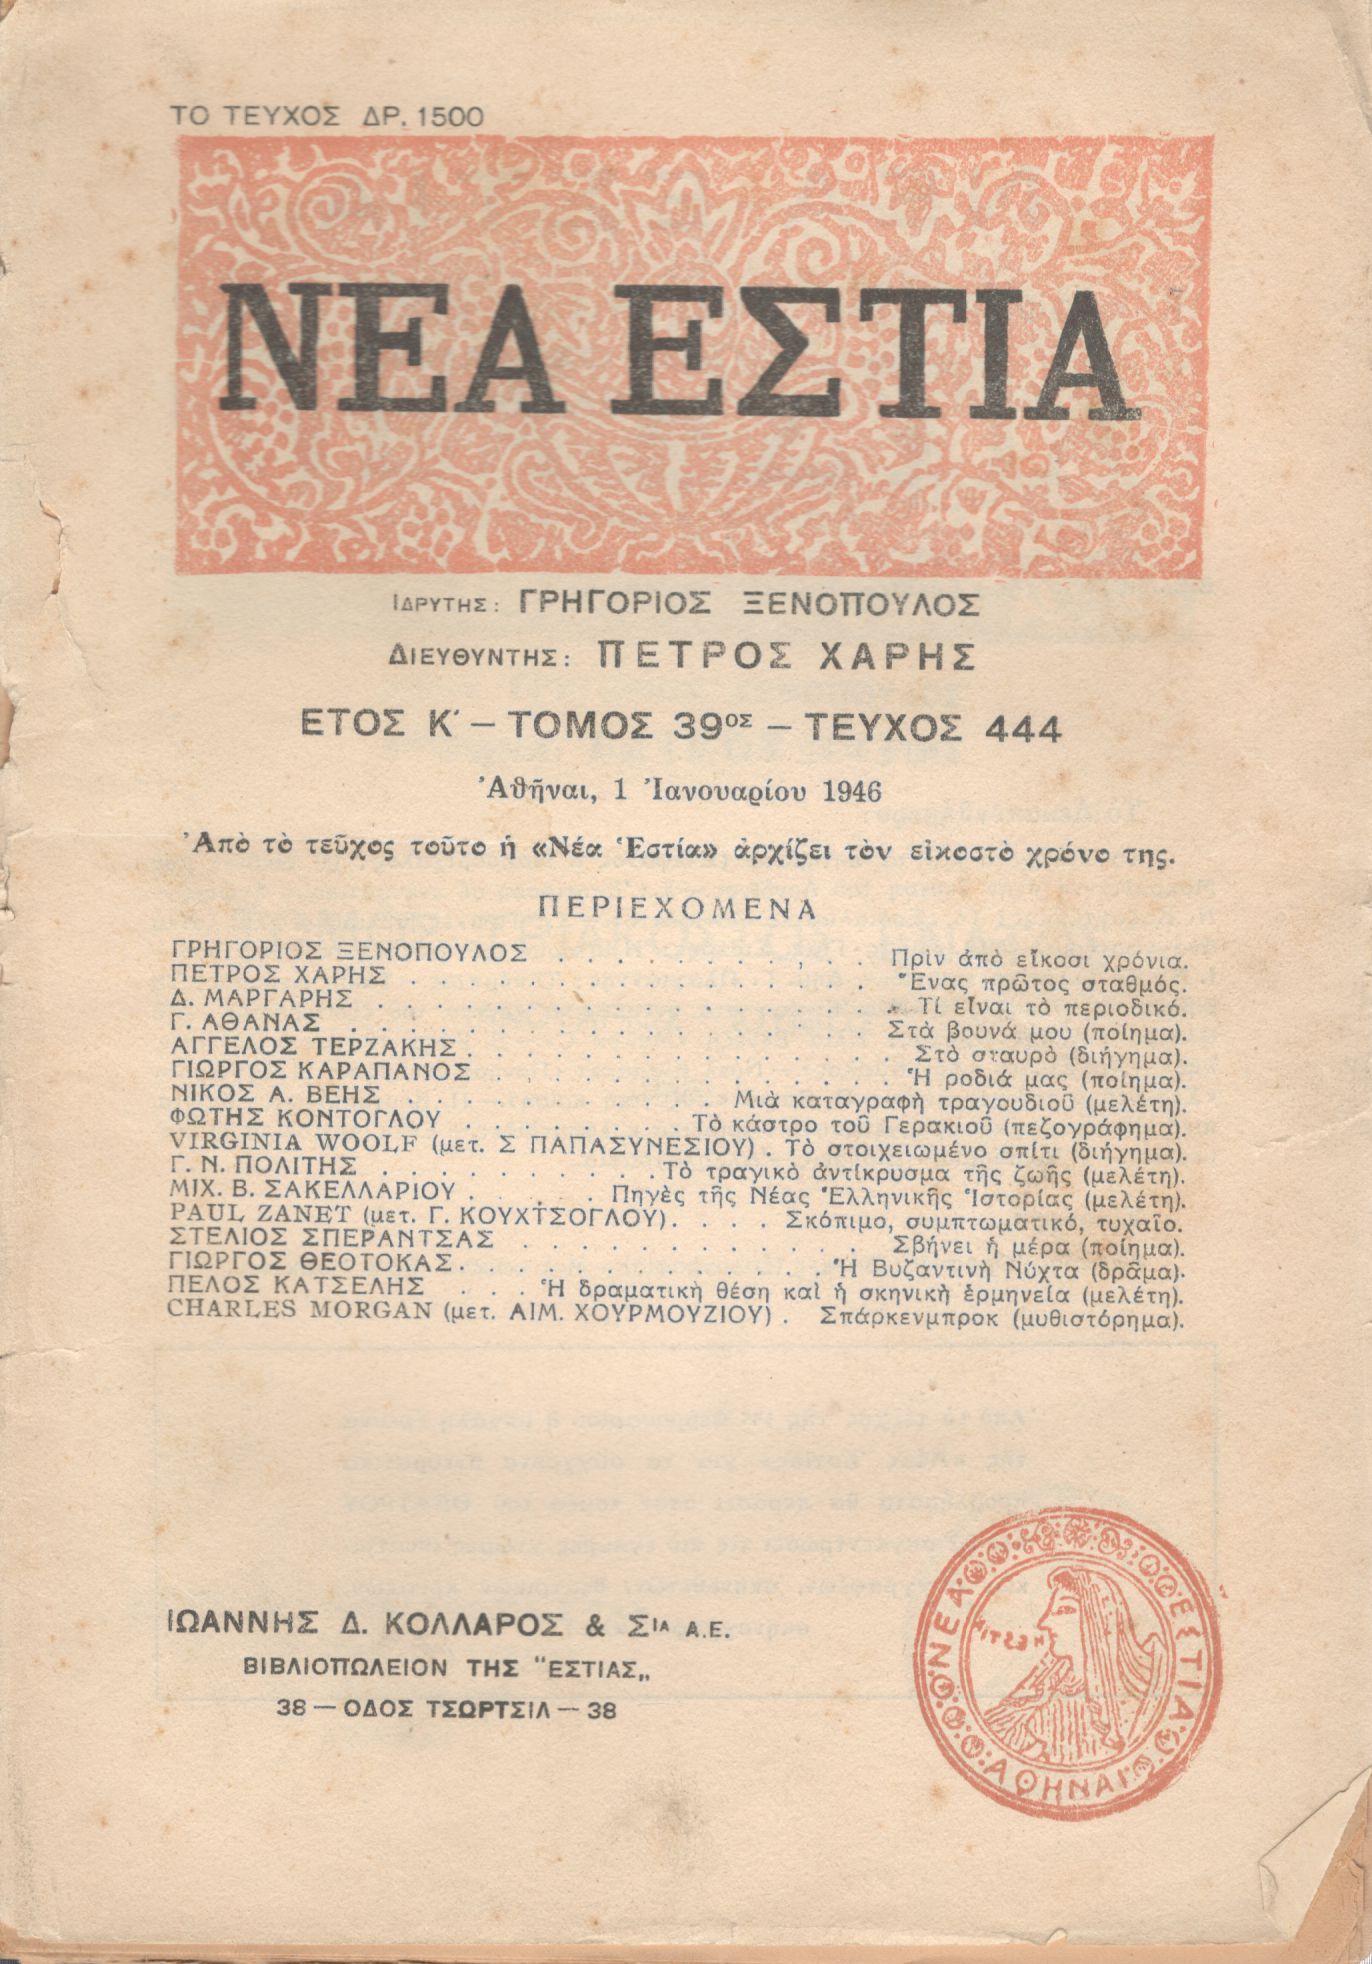 ΤΟ ΤΕΥΧΟΣ ΔΡ. 1500
ΝΕΑ ΕΣΤΙΑ
ΙΔΡΥΤΗΣ: ΓΡΗΓΟΡΙΟΣ ΞΕΝΟΠΟΥΛΟΣ
ΔΙΕΥΘΥΝΤΗΣ: ΠΕΤΡΟΣ ΧΑΡΗΣ
ΕΤΟΣ Κ΄ – ΤΟΜΟΣ 39ΟΣ – ΤΕΥΧΟΣ 444
Ἀθῆναι, 1 Ἰανουαρίου 1946
Ἀπὸ τὸ τεῦχος τοῦτο ἡ «Νέα Ἑστία» ἀρχίζει τὸν εἰκοστὸ χρόνο της.
ΠΕΡΙΕΧΟΜΕΝΑ
ΓΡΗΓΟΡΙΟΣ ΞΕΝΟΠΟΥΛΟΣ . . . . . . . . . . . Πρὶν ἀπὸ εἴκοσι χρόνια.
ΠΕΤΡΟΣ ΧΑΡΗΣ . . . . . . . . . . . . . . . . Ἕνας πρῶτος σταθμός.
Δ. ΜΑΡΓΑΡΗΣ . . . . . . . . . . . . . . . . . Τί εἶναι τὸ περιοδικό.
Γ. ΑΘΑΝΑΣ . . . . . . . . . . . . . . . . . Στὰ βουνά μου (ποίημα).
ΑΓΓΕΛΟΣ ΤΕΡΖΑΚΗΣ . . . . . . . . . . . . . . . Στὸ σταυρὸ (διήγημα).
ΓΙΩΡΓΟΣ ΚΑΡΑΠΑΝΟΣ . . . . . . . . . . . . . . Ἡ ροδιά μας (ποίημα).
ΝΙΚΟΣ Α. ΒΕΗΣ . . . . . . . . . . . Μιὰ καταγραφὴ τραγουδιοῦ (μελέτη).
ΦΩΤΗΣ ΚΟΝΤΟΓΛΟΥ . . . . . . . . Τὸ κάστρο τοῦ Γερακιοῦ (πεζογράφημα).
VIRGINIA WOOLF (μετ. Σ ΠΑΠΑΣΥΝΕΣΙΟΥ) . Τὸ στοιχειωμένο σπίτι (διήγημα).
Γ. Ν. ΠΟΛΙΤΗΣ . . . . . . . . . . Τὸ τραγικὸ ἀντίκρυσμα τῆς ζωῆς (μελέτη).
ΜΙΧ. Β. ΣΑΚΕΛΛΑΡΙΟΥ . . . . . Πηγὲς τῆς Νέας Ἑλληνικῆς Ἱστορίας (μελέτη).
PAUL ZANET (μετ. Γ. ΚΟΥΧΤΣΟΓΛΟΥ). . . . Σκόπιμο, συμπτωματικό, τυχαῖο.
ΣΤΕΛΙΟΣ ΣΠΕΡΑΝΤΣΑΣ . . . . . . . . . . . . . Σβήνει ἡ μέρα (ποίημα).
ΓΙΩΡΓΟΣ ΘΕΟΤΟΚΑΣ. . . . . . . . . . . . . . Ἡ Βυζαντινὴ Νύχτα (δρᾶμα).
ΠΕΛΟΣ ΚΑΤΣΕΛΗΣ . . . Ἡ δραματικὴ θέση καὶ ἡ σκηνικὴ ἑρμηνεία (μελέτη).
CHARLES MORGAN (μετ. ΑΙΜ. ΧΟΥΡΜΟΥΖΙΟΥ) . Σπάρκενμπροκ (μυθιστόρημα).
ΙΩΑΝΝΗΣ Δ. ΚΟΛΛΑΡΟΣ & ΣΙΑ Α.Ε.
ΒΙΒΛΙΟΠΩΛΕΙΟΝ ΤΗΣ "ΕΣΤΙΑΣ„
38 — ΟΔΟΣ ΤΣΩΡΤΣΙΛ — 38
ΝΕΑ ΕΣΤΙΑ
ΑΘΗΝΑΙ